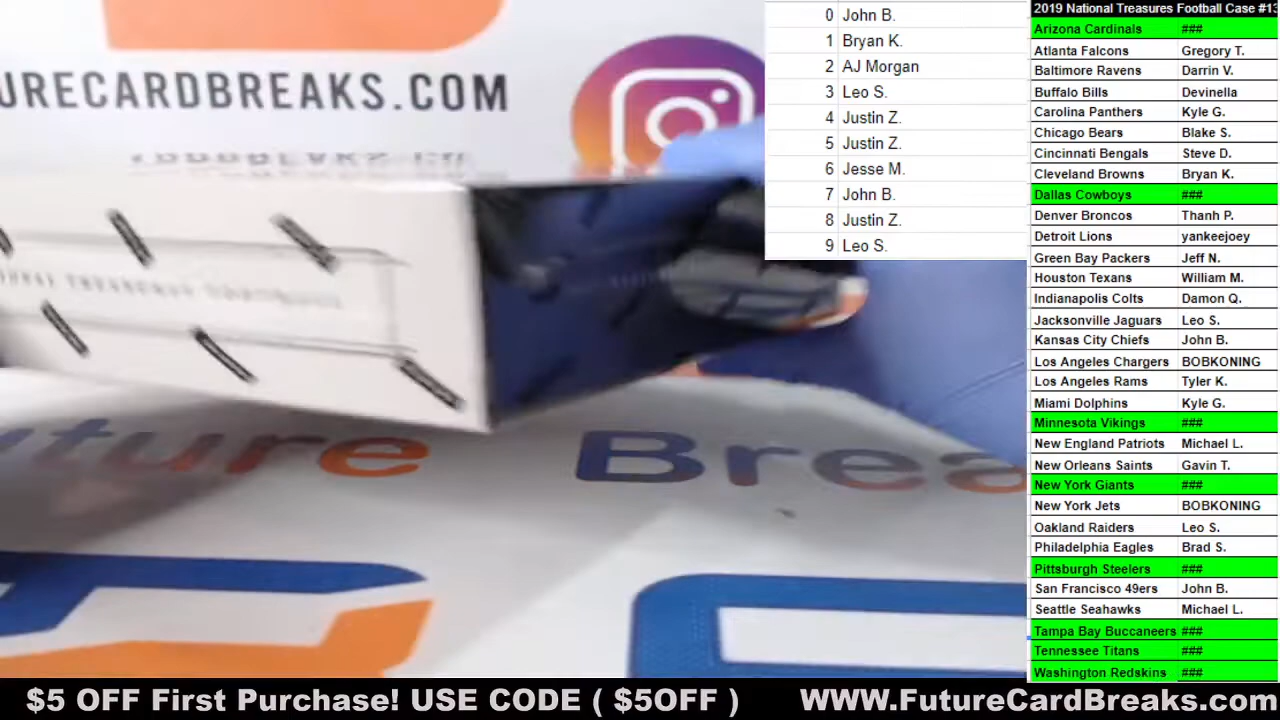 URECARDBREAKS.COM
0 John B.
1 Bryan K.
2 AJ Morgan
3 Leo S.
4 Justin Z.
5 Justin Z.
6 Jesse M.
7 John B.
8 Justin Z.
9 Leo S.
2019 National Treasures Football Case #13
Arizona Cardinals ###
Atlanta Falcons Gregory T.
Baltimore Ravens Darrin V.
Buffalo Bills Devinella
Carolina Panthers Kyle G.
Chicago Bears Blake S.
Cincinnati Bengals Steve D.
Cleveland Browns Bryan K.
Dallas Cowboys ###
Denver Broncos Thanh P.
Detroit Lions yankeejoey
Green Bay Packers Jeff N.
Houston Texans William M.
Indianapolis Colts Damon Q.
Jacksonville Jaguars Leo S.
Kansas City Chiefs John B.
Los Angeles Chargers BOBKONING
Los Angeles Rams Tyler K.
Miami Dolphins Kyle G.
Minnesota Vikings ###
New England Patriots Michael L.
New Orleans Saints Gavin T.
New York Giants ###
New York Jets BOBKONING
Oakland Raiders Leo S.
Philadelphia Eagles Brad S.
Pittsburgh Steelers ###
San Francisco 49ers John B.
Seattle Seahawks Michael L.
Tampa Bay Buccaneers ###
Tennessee Titans ###
Washington Redskins ###
uture Brea
$5 OFF First Purchase! USE CODE ( $5OFF ) WWW.FutureCardBreaks.com